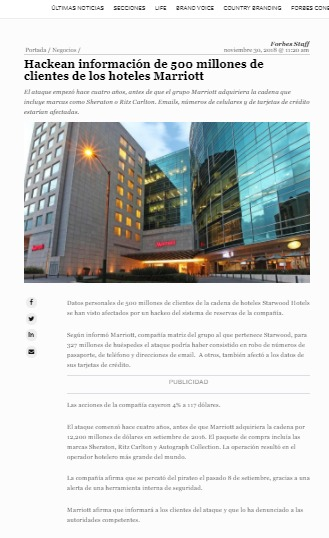 ÚLTIMAS NOTICIAS SECCIONES LIFE BRAND VOICE COUNTRY BRANDING FORBES CONE
Forbes Staff
Portada / Negocios / noviembre 30, 2018 @ 11:20 am
Hackean información de 500 millones de
clientes de los hoteles Marriott
El ataque empezó hace cuatro años, antes de que el grupo Marriott adquiriera la cadena que
incluye marcas como Sheraton o Ritz Carlton. Emails, números de celulares y de tarjetas de crédito
estarían afectadas.
Marriott
Datos personales de 500 millones de clientes de la cadena de hoteles Starwood Hotels
se han visto afectados por un hackeo del sistema de reservas de la compañía.
Según informó Marriott, compañía matriz del grupo al que pertenece Starwood, para
327 millones de huéspedes el ataque podría haber consistido en robo de números de
pasaporte, de teléfono y direcciones de email. A otros, también afectó a los datos de
sus tarjetas de crédito.
PUBLICIDAD
Las acciones de la compañía cayeron 4% a 117 dólares.
El ataque comenzó hace cuatro años, antes de que Marriott adquiriera la cadena por
12,200 millones de dólares en setiembre de 2016. El paquete de compra incluía las
marcas Sheraton, Ritz Carlton y Autograph Collection. La operación resultó en el
operador hotelero más grande del mundo.
La compañía afirma que se percató del pirateo el pasado 8 de setiembre, gracias a una
alerta de una herramienta interna de seguridad.
Marriott afirma que informará a los clientes del ataque y que lo ha denunciado a las
autoridades competentes.